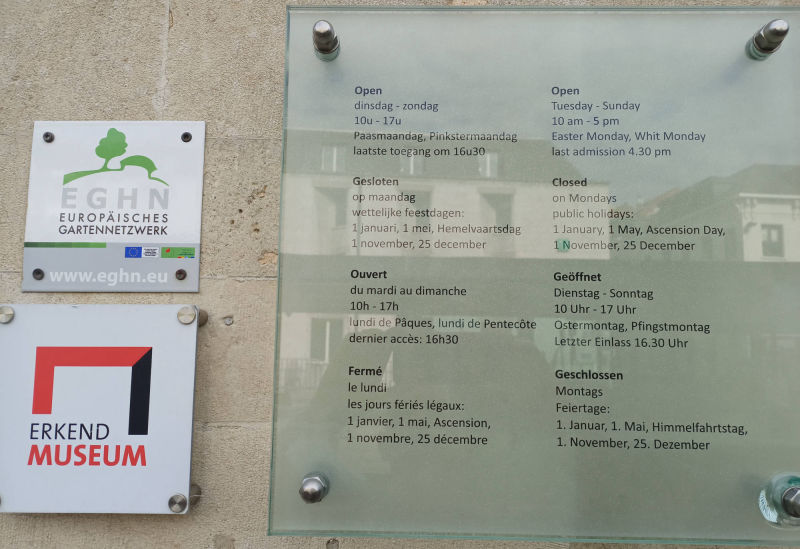 EGHN
EUROPÄISCHES
GARTENNETZWERK
www.eghn.eu
ERKEND
MUSEUM
Open
dinsdag - zondag
10u - 17u
Paasmaandag, Pinkstermaandag
laatste toegang om 16u30
Gesloten
op maandag
wettelijke feestdagen:
1 januari, 1 mei, Hemelvaartsdag
1 november, 25 december
Ouvert
du mardi au dimanche
10h - 17h
lundi de Pâques, lundi de Pentecôte
dernier accès: 16h30
Fermé
le lundi
les jours fériés légaux:
1 janvier, 1 mai, Ascension,
1 novembre, 25 décembre
Open
Tuesday - Sunday
10 am - 5 pm
Easter Monday, Whit Monday
last admission 4.30 pm
Closed
on Mondays
public holidays:
1 January, 1 May, Ascension Day,
1 November, 25 December
Geöffnet
Dienstag - Sonntag
10 Uhr - 17 Uhr
Ostermontag, Pfingstmontag
Letzter Einlass 16.30 Uhr
Geschlossen
Montags
Feiertage:
1. Januar, 1. Mai, Himmelfahrtstag,
1. November, 25. Dezember